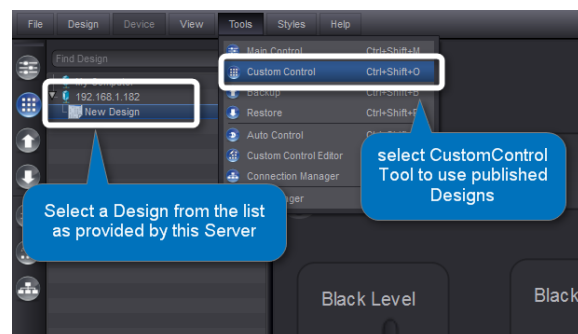 File Design Device View Tools Styles Help
Find Design
Main Control Ctrl+Shift+M
Custom Control Ctrl+Shift+O
My Computer
192.168.1.182
New Design
Backup Ctrl+Shift+B
Restore
Auto Control
Custom Control Editor
Connection Manager
select CustomControl
Tool to use published
Designs
Select a Design from the list
as provided by this Server
Black Level
Black